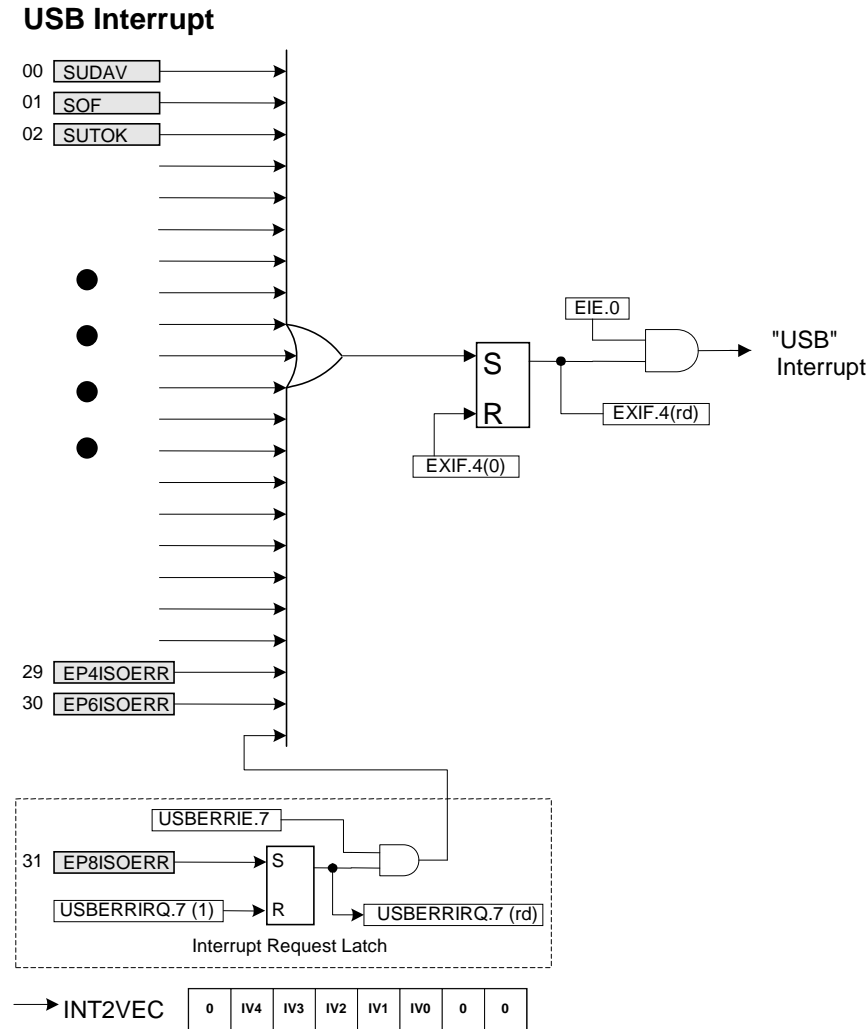 USB Interrupt
00 SUDAV
01 SOF
02 SUTOK
EIE.0
"USB"
Interrupt
S
R
EXIF.4(rd)
EXIF.4(0)
29 EP4ISOERR
30 EP6ISOERR
USBERRIE.7
31 EP8ISOERR
S
USBERRIRQ.7 (1)
R
USBERRIRQ.7 (rd)
Interrupt Request Latch
INT2VEC 0 IV4 IV3 IV2 IV1 IV0 0 0